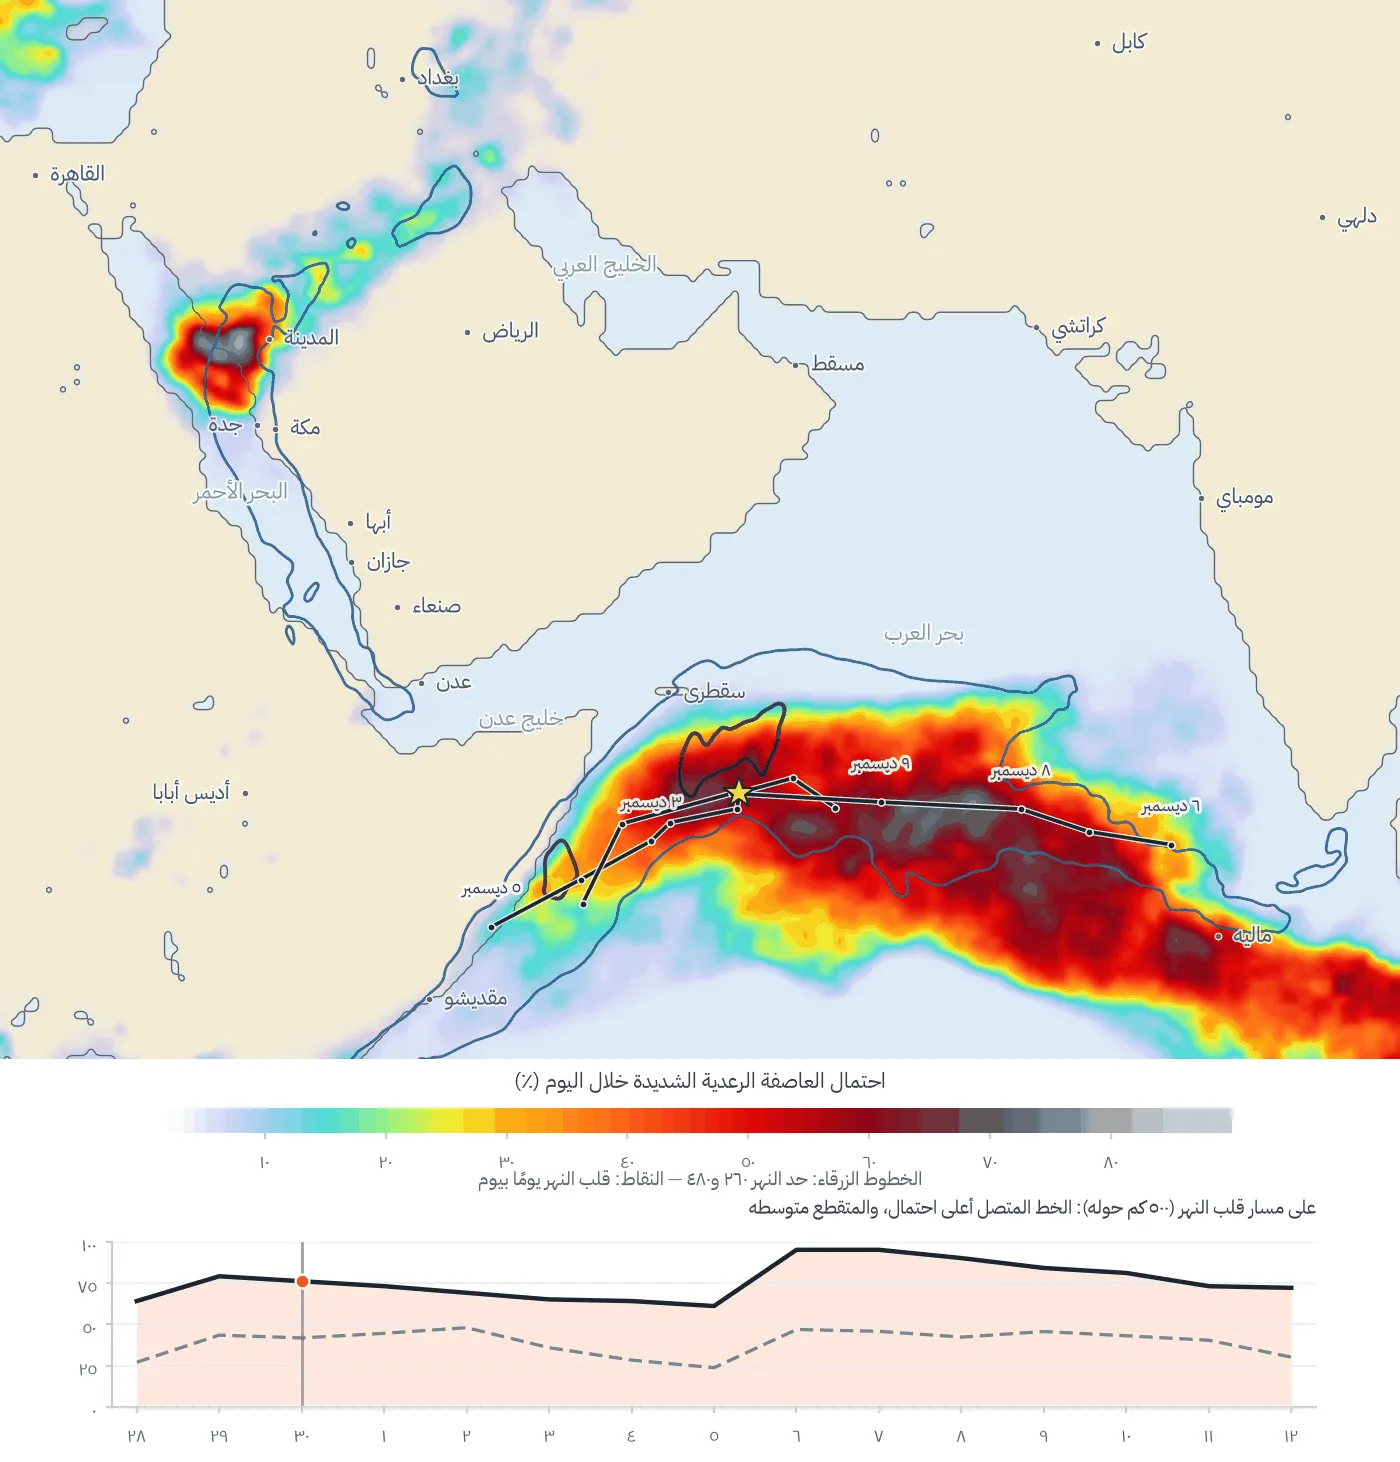 كابل
بغداد
القاهرة
دلهي
الخليج العربي
كراتشي
الرياض
المدينة
مسقط
جدة
مكة
البحر الأحمر
مومباي
أبها
جازان
صنعاء
بحر العرب
عدن
سقطرى
خليج عدن
٩ ديسمبر
٨ ديسمبر
أديس أبابا
٣ ديسمبر
٦ ديسمبر
٥ ديسمبر
ماليه
مقديشو
احتمال العاصفة الرعدية الشديدة خلال اليوم (٪)
١٠ ٢٠ ٣٠ ٤٠ ٥٠ ٦٠ ٧٠ ٨٠
الخطوط الزرقاء: حد النهر ٢٦٠ و٤٨٠ — النقاط: قلب النهر يومًا بيوم
على مسار قلب النهر (٥٠٠ كم حوله): الخط المتصل أعلى احتمال، والمتقطع متوسطه
١٠٠
٧٥
٥٠
٢٥
٠
٢٨ ٢٩ ٣٠ ١ ٢ ٣ ٤ ٥ ٦ ٧ ٨ ٩ ١٠ ١١ ١٢